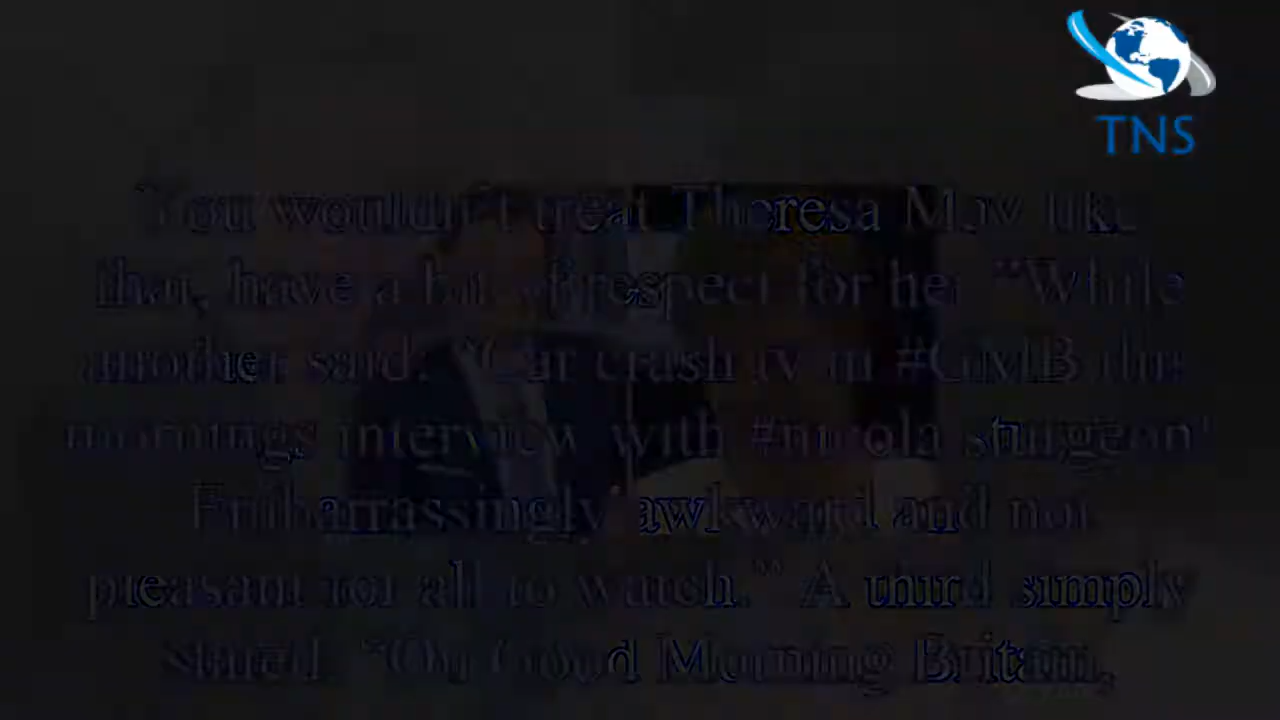 TNS
"You wouldn't treat Theresa May like
that, have a bit of respect for her."While
another said: "Car crash tv in #GMB this
mornings interview with #nicola sturgeon'
Embarrassingly awkward and not
pleasant for all to watch." A third simply
stated: "On Good Morning Britain,